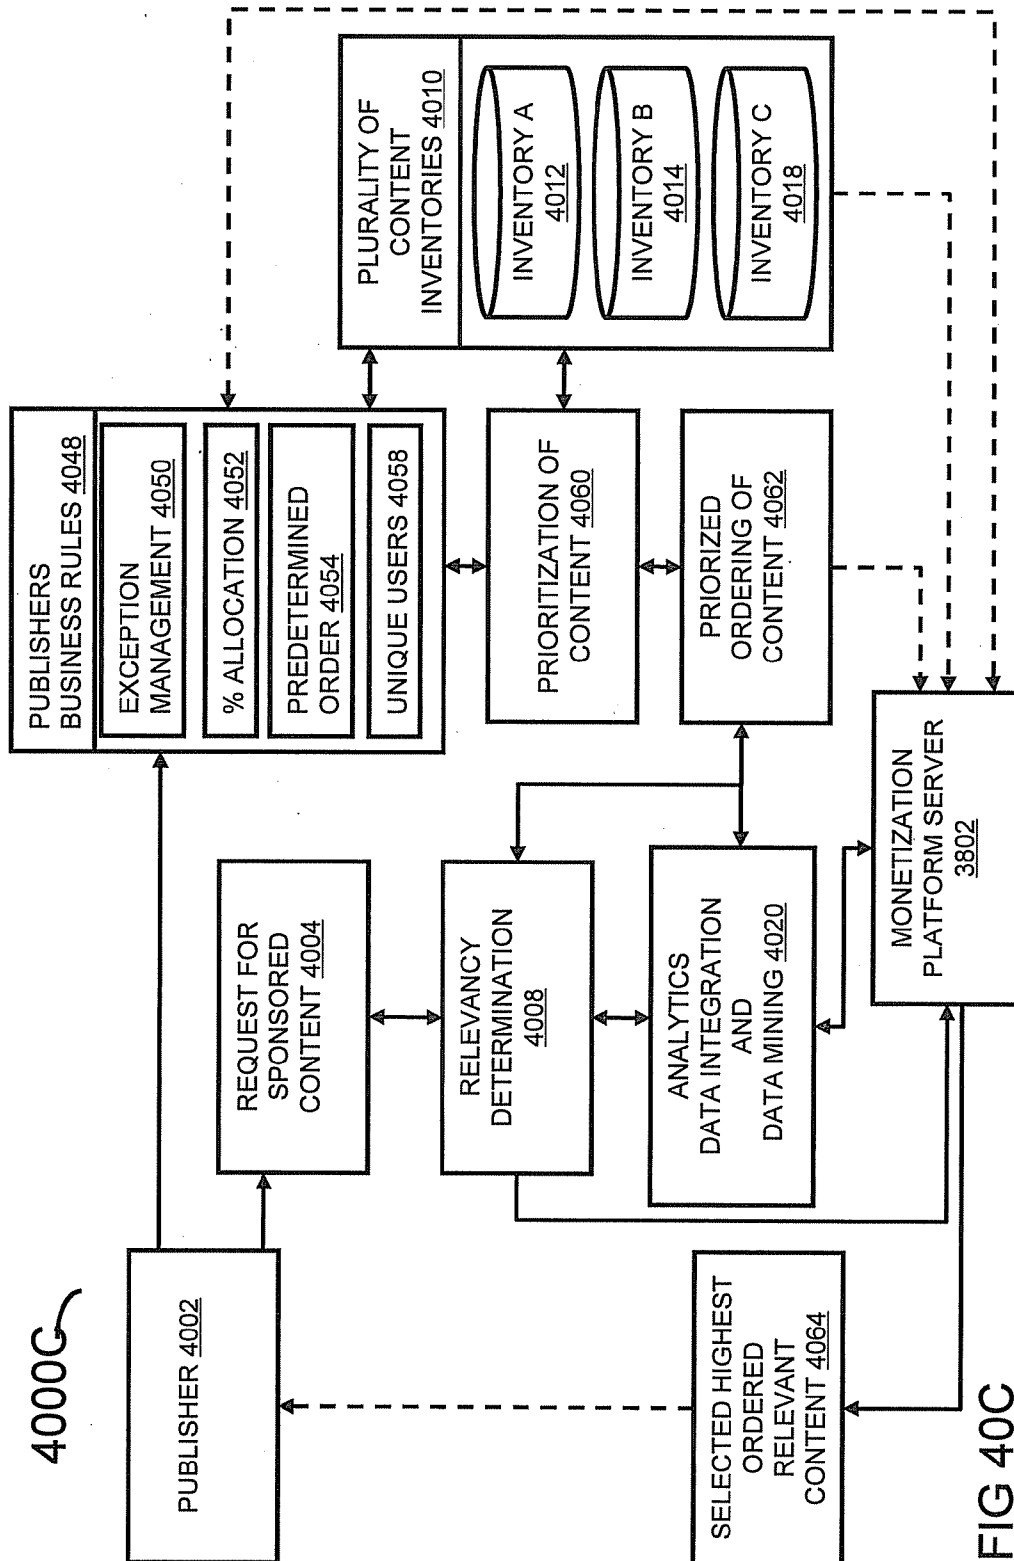 4000C
PUBLISHER 4002
REQUEST FOR
SPONSORED
CONTENT 4004
PUBLISHERS
BUSINESS RULES 4048
EXCEPTION
MANAGEMENT 4050
% ALLOCATION 4052
PREDETERMINED
ORDER 4054
UNIQUE USERS 4058
RELEVANCY
DETERMINATION
4008
PRIORITIZATION OF
CONTENT 4060
PLURALITY OF
CONTENT
INVENTORIES 4010
INVENTORY A
4012
INVENTORY B
4014
INVENTORY C
4018
SELECTED HIGHEST
ORDERED
RELEVANT
CONTENT 4064
ANALYTICS
DATA INTEGRATION
AND
DATA MINING 4020
PRIORIZED
ORDERING OF
CONTENT 4062
MONETIZATION
PLATFORM SERVER
3802
FIG 40C